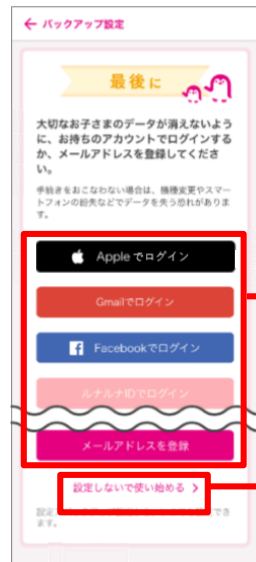 ← バックアップ設定
最後に
大切なお子さまのデータが消えないよう
に、お持ちのアカウントでログインする
か、メールアドレスを登録してくださ
い。
手続きをおこなわない場合は、機種変更やスマー
トフォンの紛失などでデータを失う恐れがありま
す。
Apple でログイン
Gmailでログイン
Facebookでログイン
ルナルナIDでログイン
メールアドレスを登録
設定しないで使い始める >
設定
でき
ます。